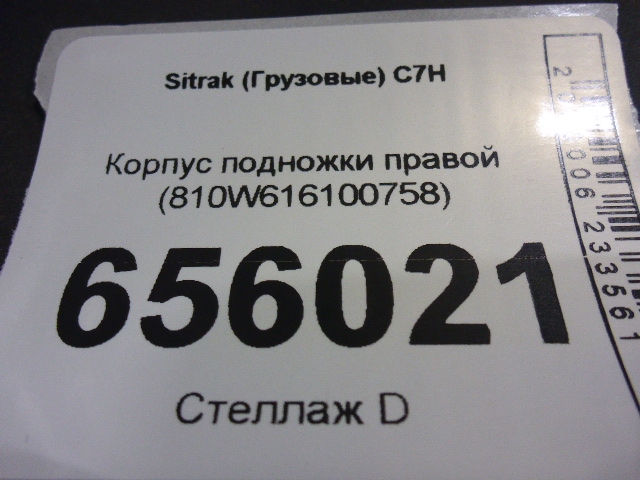 Sitrak (Грузовые) C7H
Корпус подножки правой
(810W616100758)
656021
Стеллаж D